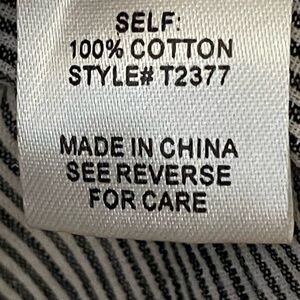 SELF:
100% COTTON
STYLE# T2377
MADE IN CHINA
SEE REVERSE
FOR CARE